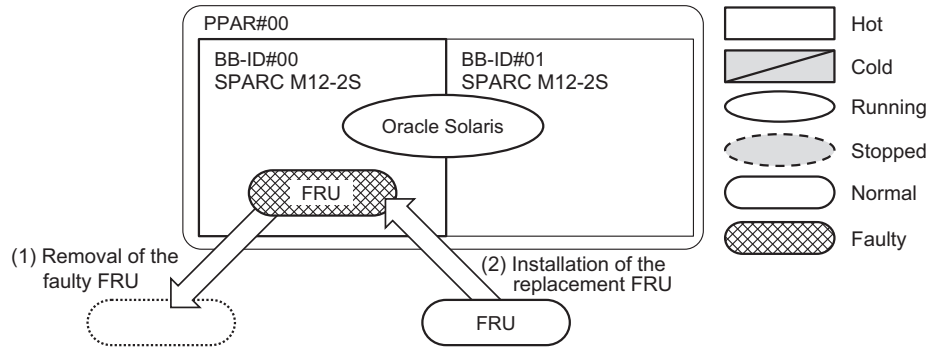 PPAR#00
BB-ID#00
SPARC M12-2S
BB-ID#01
SPARC M12-2S
Oracle Solaris
FRU
(1) Removal of the
faulty FRU
(2) Installation of the
replacement FRU
FRU
Hot
Cold
Running
Stopped
Normal
Faulty